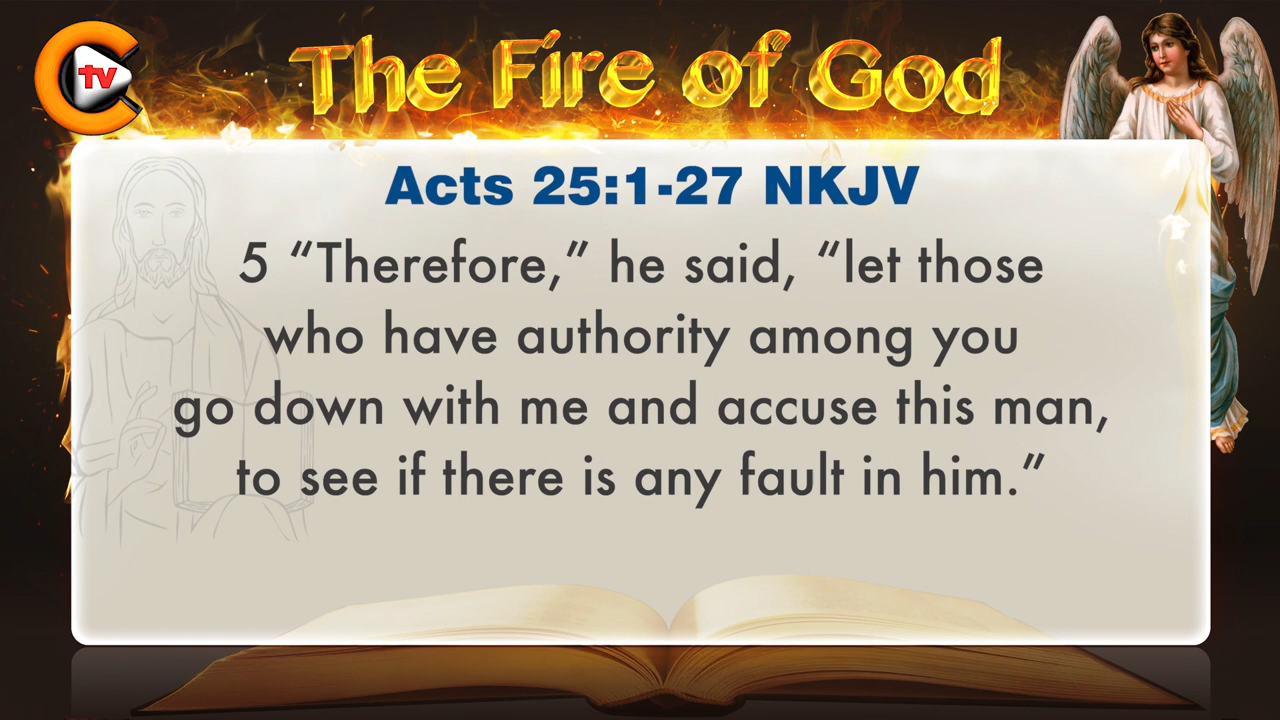 tv
The Fire of God
Acts 25:1-27 NKJV
5 “Therefore,” he said, “let those
who have authority among you
go down with me and accuse this man,
to see if there is any fault in him.”